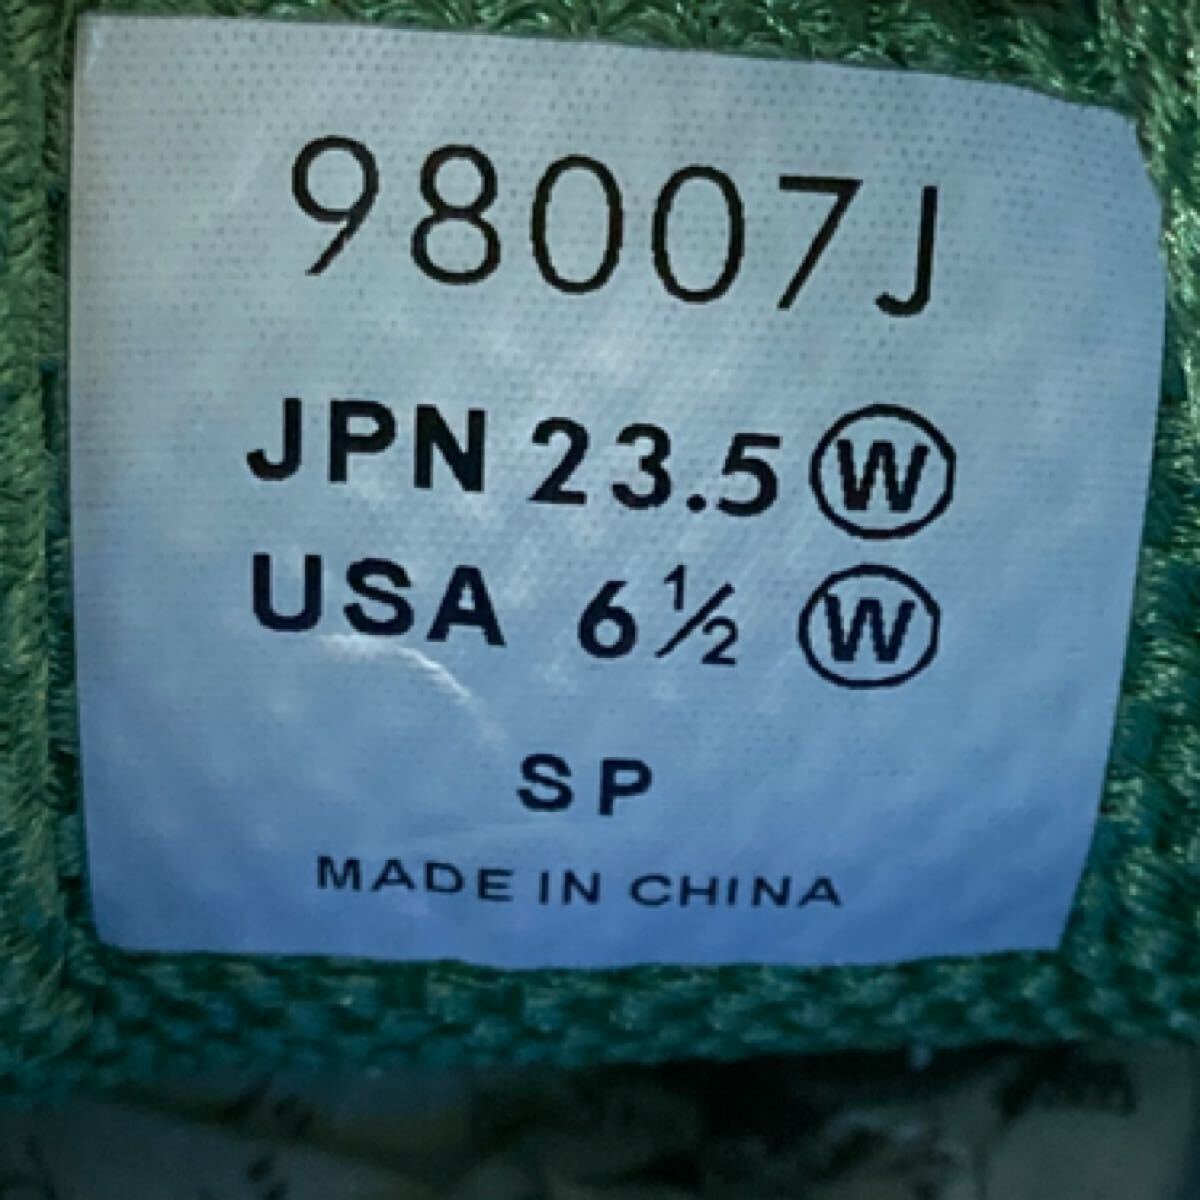 98007J
JPN 23.5 Ⓦ
USA 6½ Ⓦ
SP
MADE IN CHINA